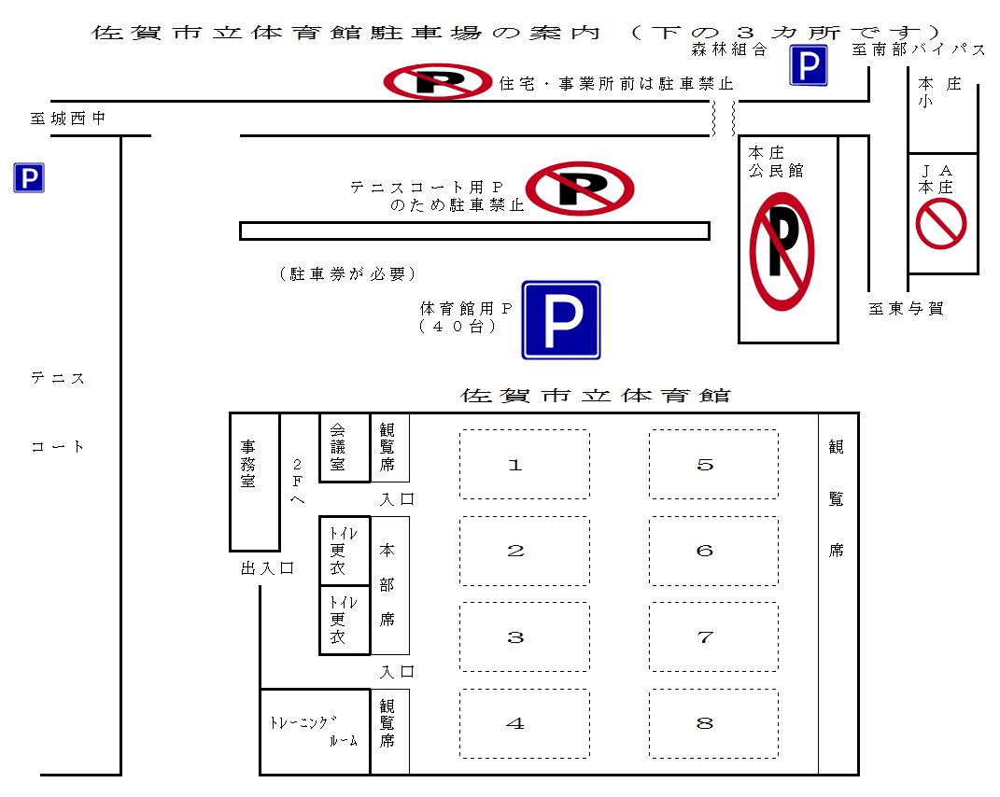 佐賀市立体育館駐車場の案内（下の３カ所です）
森林組合
P
至南部バイパス
P
住宅・事業所前は駐車禁止
本庄
小
至城西中
P
本庄
公民館
P
ＪＡ
本庄
テニスコート用Ｐ
のため駐車禁止
P
（駐車券が必要）
体育館用Ｐ
（４０台）
P
至東与賀
テニス
コート
佐賀市立体育館
事務室
２Ｆへ
会議室
観覧席
1
5
観覧席
入口
ﾄｲﾚ
更
衣
本部席
2
6
出入口
ﾄｲﾚ
更
衣
3
7
入口
ﾄﾚｰﾆﾝｸﾞ
ﾙｰﾑ
観覧席
4
8